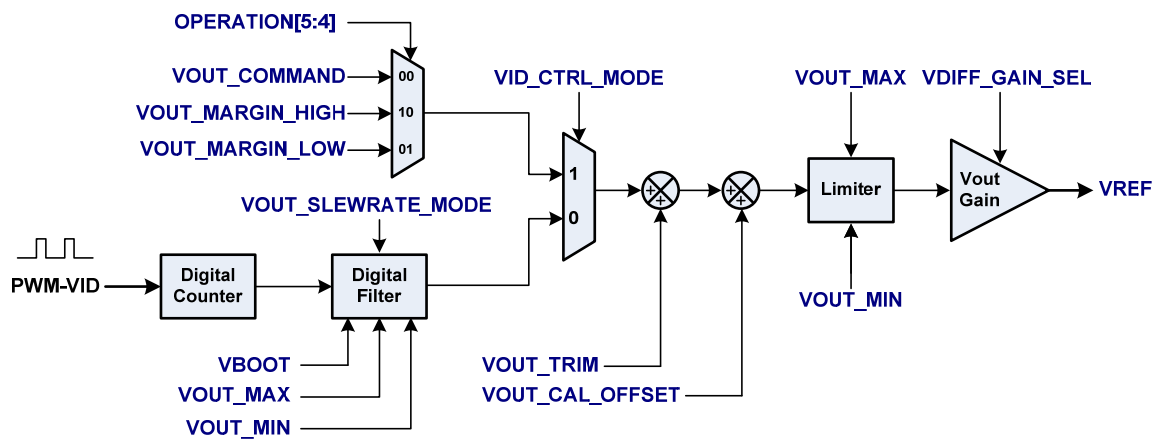 OPERATION[5:4]
VOUT_COMMAND
00
VOUT_MARGIN_HIGH
10
VOUT_MARGIN_LOW
01
VID_CTRL_MODE
1
0
VOUT_MAX
VDIFF_GAIN_SEL
+
+
+
+
Limiter
Vout
Gain
VREF
VOUT_MIN
VOUT_SLEWRATE_MODE
PWM-VID
Digital
Counter
Digital
Filter
VBOOT
VOUT_MAX
VOUT_MIN
VOUT_TRIM
VOUT_CAL_OFFSET